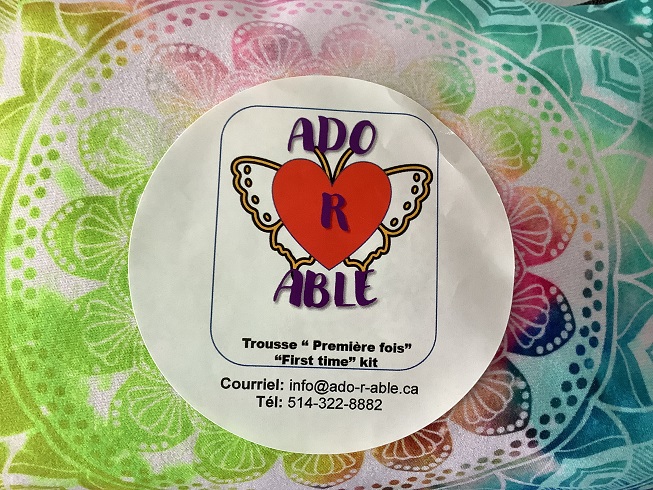 ADO
R
ABLE
Trousse “ Première fois”
“First time” kit
Courriel: info@ado-r-able.ca
Tél: 514-322-8882